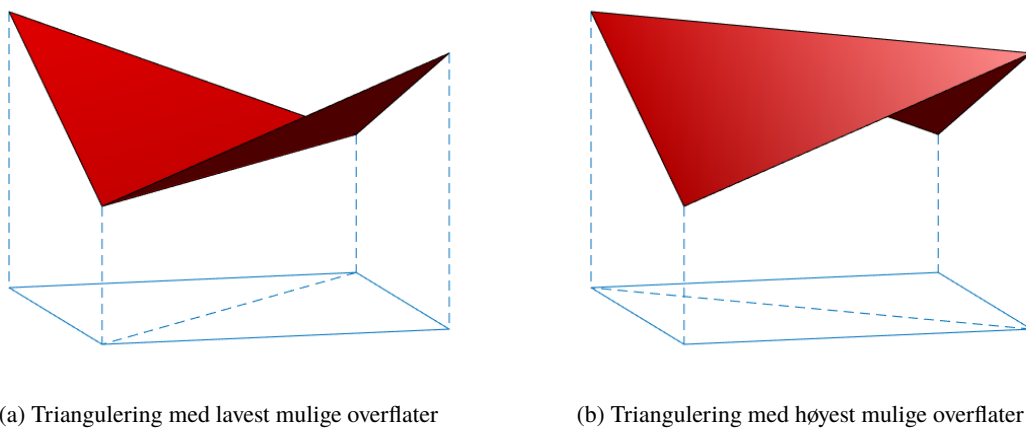 (a) Triangulering med lavest mulige overflater
(b) Triangulering med høyest mulige overflater